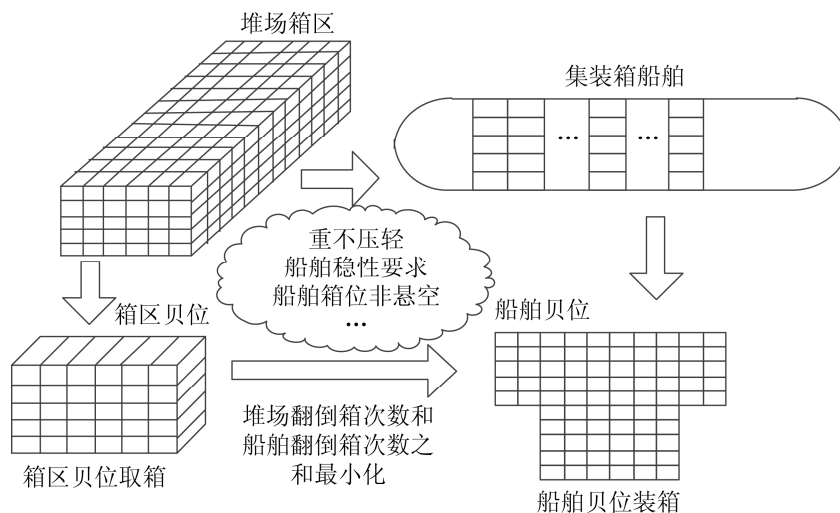 堆场箱区
集装箱船舶
...
...
重不压轻
船舶稳性要求
船舶箱位非悬空
...
箱区贝位
船舶贝位
堆场翻倒箱次数和
船舶翻倒箱次数之
和最小化
箱区贝位取箱
船舶贝位装箱